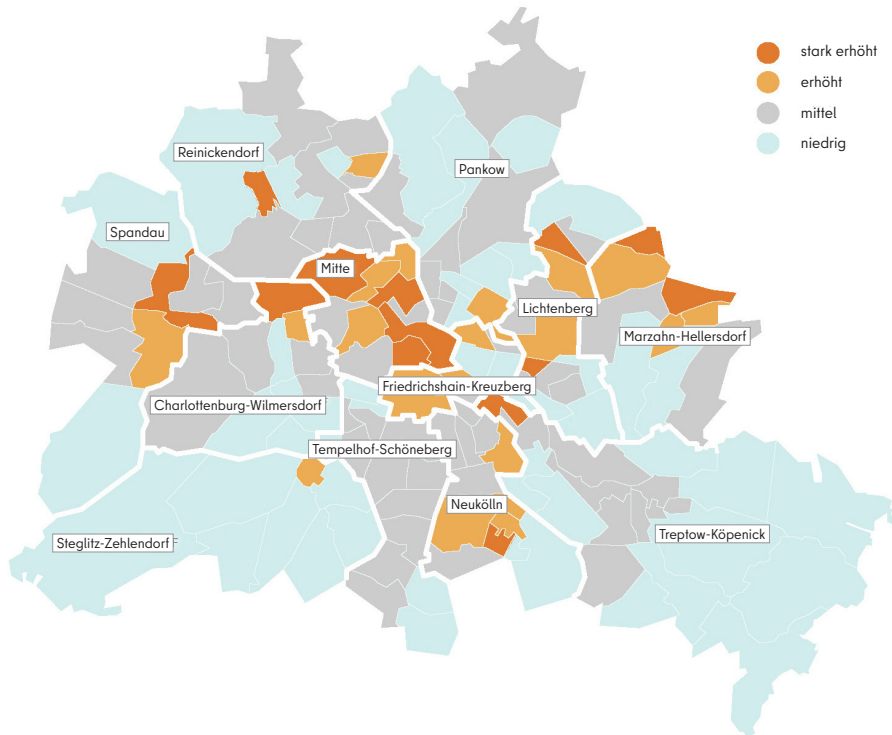 stark erhöht
erhöht
mittel
niedrig
Reinickendorf
Pankow
Spandau
Mitte
Lichtenberg
Marzahn-Hellersdorf
Friedrichshain-Kreuzberg
Charlottenburg-Wilmersdorf
Tempelhof-Schöneberg
Neukölln
Treptow-Köpenick
Steglitz-Zehlendorf